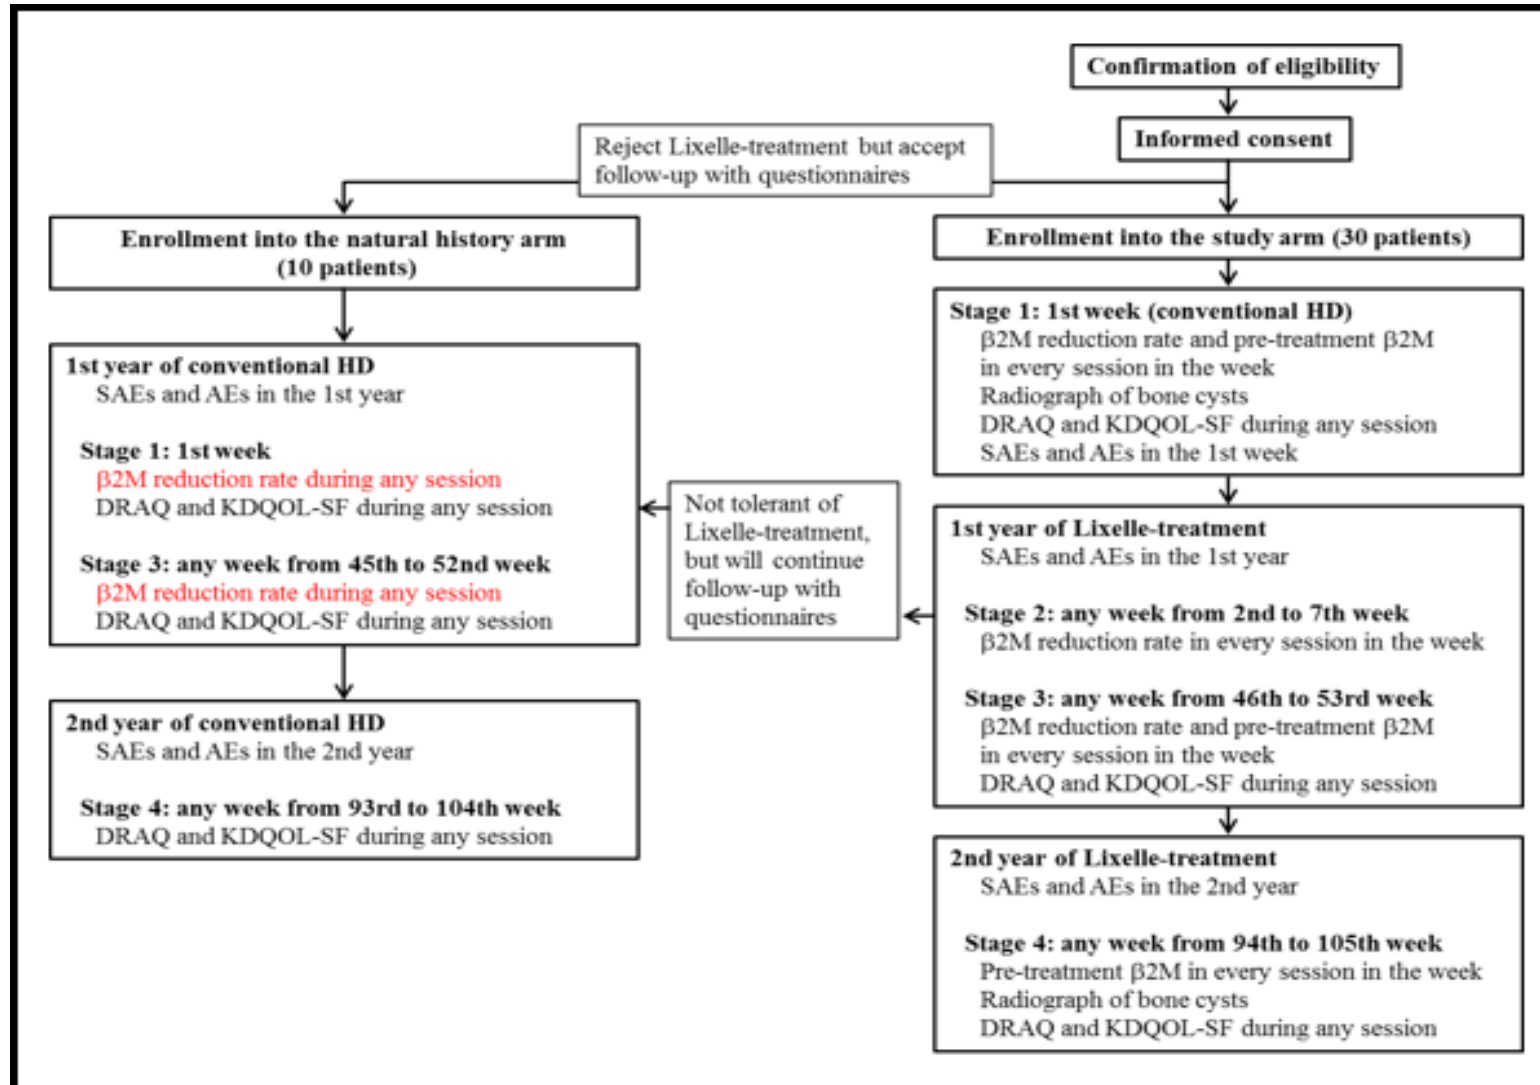 Confirmation of eligibility
Informed consent
Reject Lixelle-treatment but accept
follow-up with questionnaires
Enrollment into the natural history arm
(10 patients)
1st year of conventional HD
SAEs and AEs in the 1st year
Stage 1: 1st week
β2M reduction rate during any session
DRAQ and KDQOL-SF during any session
Stage 3: any week from 45th to 52nd week
β2M reduction rate during any session
DRAQ and KDQOL-SF during any session
2nd year of conventional HD
SAEs and AEs in the 2nd year
Stage 4: any week from 93rd to 104th week
DRAQ and KDQOL-SF during any session
Not tolerant of
Lixelle-treatment,
but will continue
follow-up with
questionnaires
Enrollment into the study arm (30 patients)
Stage 1: 1st week (conventional HD)
β2M reduction rate and pre-treatment β2M
in every session in the week
Radiograph of bone cysts
DRAQ and KDQOL-SF during any session
SAEs and AEs in the 1st week
1st year of Lixelle-treatment
SAEs and AEs in the 1st year
Stage 2: any week from 2nd to 7th week
β2M reduction rate in every session in the week
Stage 3: any week from 46th to 53rd week
β2M reduction rate and pre-treatment β2M
in every session in the week
DRAQ and KDQOL-SF during any session
2nd year of Lixelle-treatment
SAEs and AEs in the 2nd year
Stage 4: any week from 94th to 105th week
Pre-treatment β2M in every session in the week
Radiograph of bone cysts
DRAQ and KDQOL-SF during any session